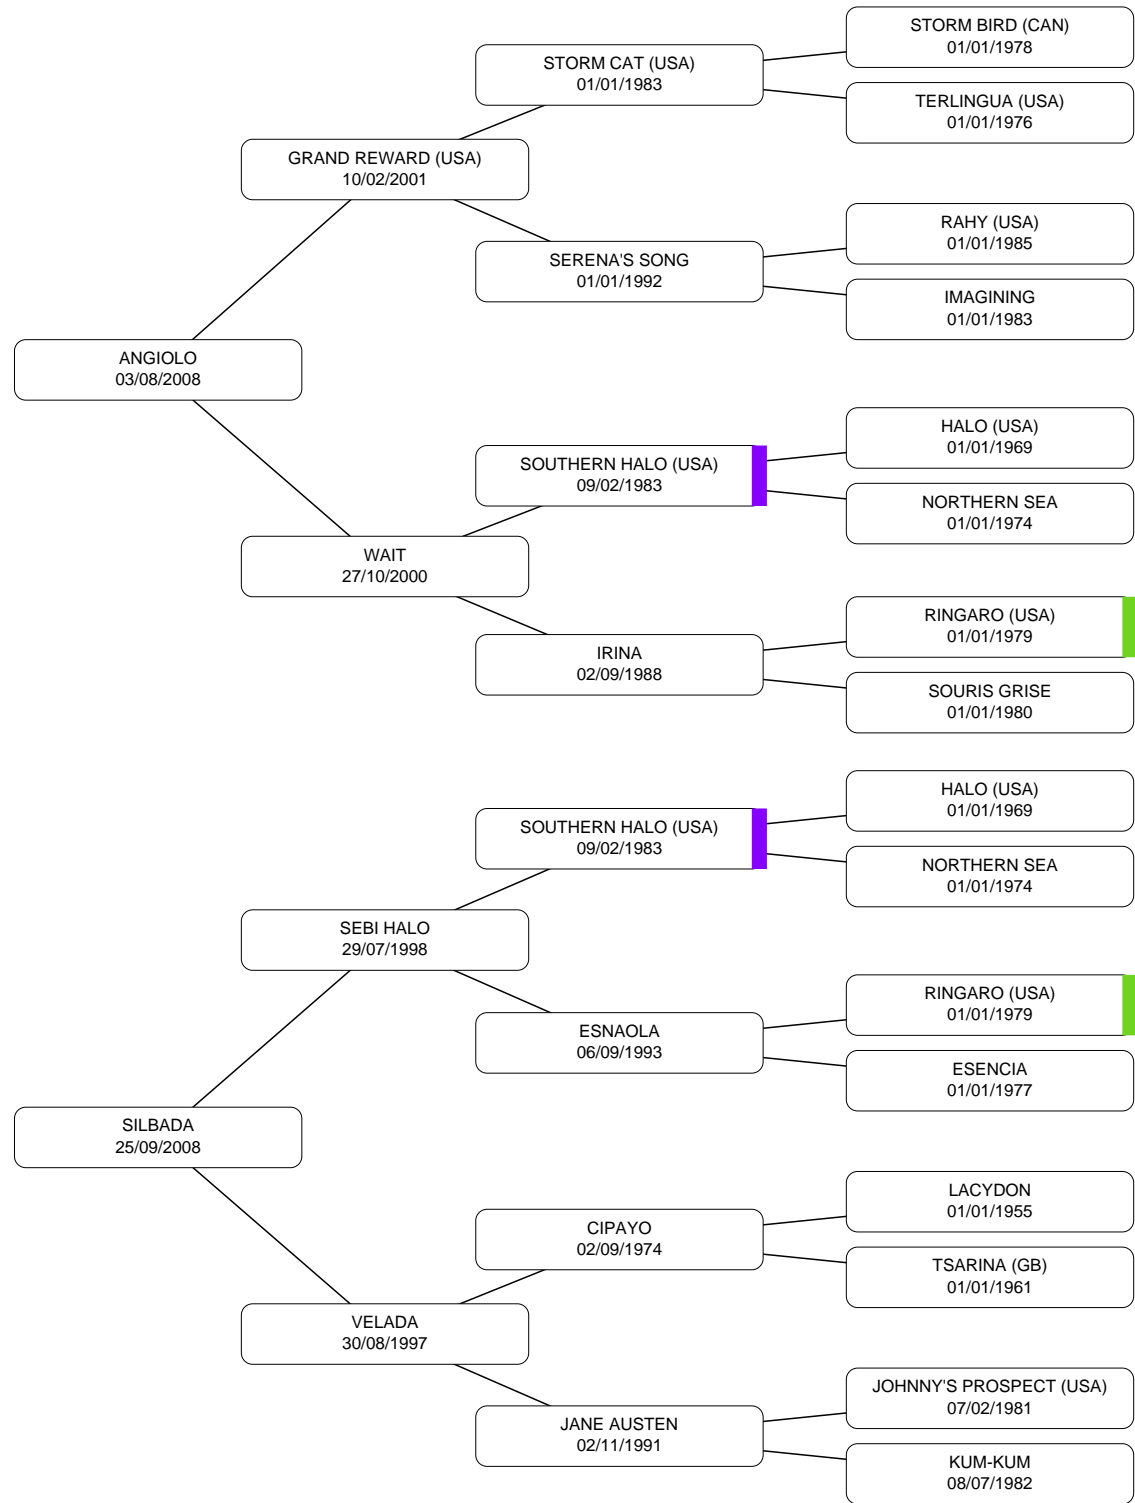 STORM BIRD (CAN)
01/01/1978
STORM CAT (USA)
01/01/1983
TERLINGUA (USA)
01/01/1976
GRAND REWARD (USA)
10/02/2001
RAHY (USA)
01/01/1985
SERENA'S SONG
01/01/1992
IMAGINING
01/01/1983
ANGIOLO
03/08/2008
HALO (USA)
01/01/1969
SOUTHERN HALO (USA)
09/02/1983
NORTHERN SEA
01/01/1974
WAIT
27/10/2000
RINGARO (USA)
01/01/1979
IRINA
02/09/1988
SOURIS GRISE
01/01/1980
HALO (USA)
01/01/1969
SOUTHERN HALO (USA)
09/02/1983
NORTHERN SEA
01/01/1974
SEBI HALO
29/07/1998
RINGARO (USA)
01/01/1979
ESNAOLA
06/09/1993
ESENCIA
01/01/1977
SILBADA
25/09/2008
LACYDON
01/01/1955
CIPAYO
02/09/1974
TSARINA (GB)
01/01/1961
VELADA
30/08/1997
JOHNNY'S PROSPECT (USA)
07/02/1981
JANE AUSTEN
02/11/1991
KUM-KUM
08/07/1982